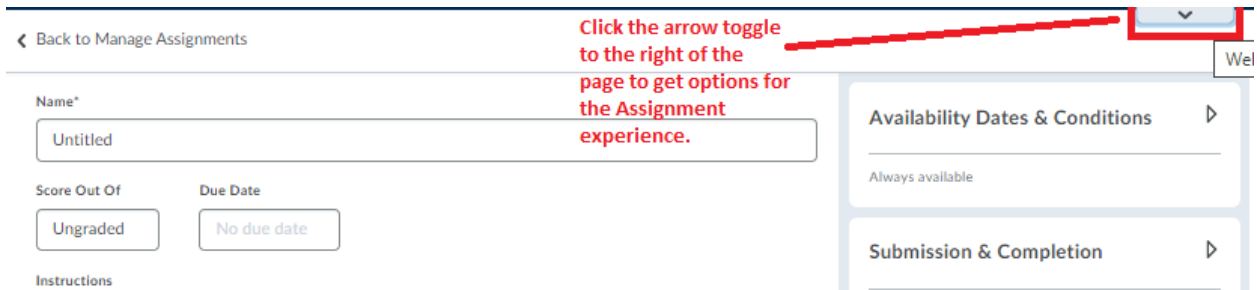 Back to Manage Assignments
Click the arrow toggle
to the right of the
page to get options for
the Assignment
experience.
Name*
Untitled
Score Out Of
Due Date
Ungraded
No due date
Instructions
Availability Dates & Conditions
Always available
Submission & Completion